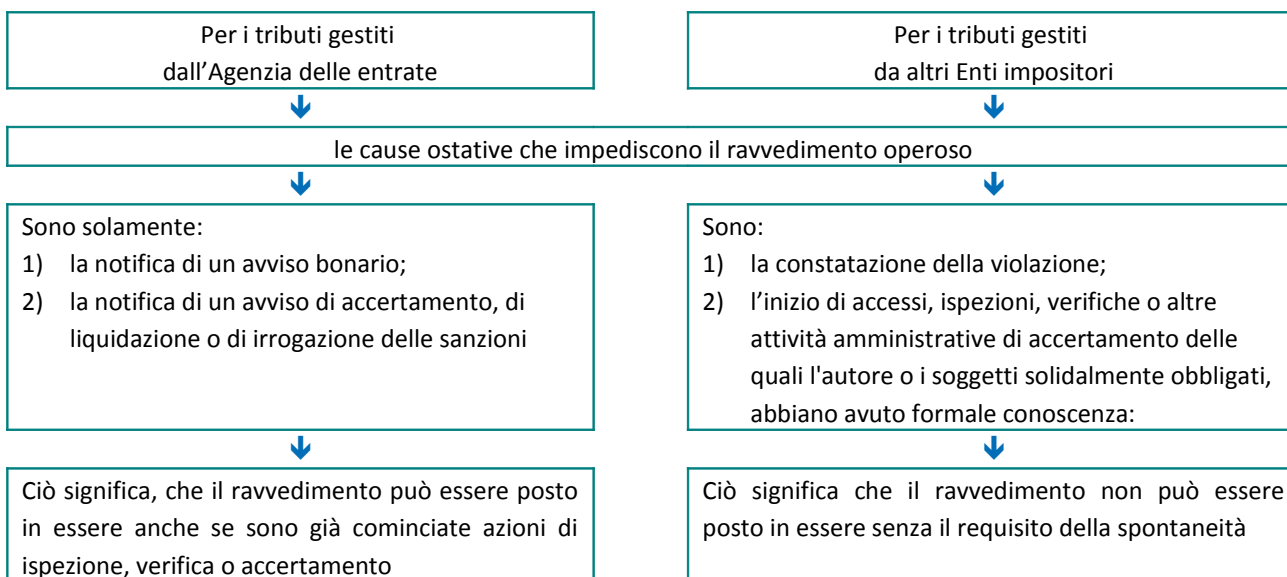 Per i tributi gestiti
dall’Agenzia delle entrate
Per i tributi gestiti
da altri Enti impositori
le cause ostative che impediscono il ravvedimento operoso
Sono solamente:
1) la notifica di un avviso bonario;
2) la notifica di un avviso di accertamento, di
liquidazione o di irrogazione delle sanzioni
Sono:
1) la constatazione della violazione;
2) l’inizio di accessi, ispezioni, verifiche o altre
attività amministrative di accertamento delle
quali l'autore o i soggetti solidalmente obbligati,
abbiano avuto formale conoscenza:
Ciò significa, che il ravvedimento può essere posto
in essere anche se sono già cominciate azioni di
ispezione, verifica o accertamento
Ciò significa che il ravvedimento non può essere
posto in essere senza il requisito della spontaneità